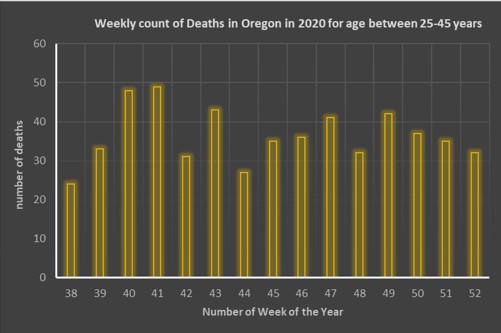 Weekly count of Deaths in Oregon in 2020 for age between 25-45 years
60
50
40
30
20
10
0
number of deaths
38 39 40 41 42 43 44 45 46 47 48 49 50 51 52
Number of Week of the Year